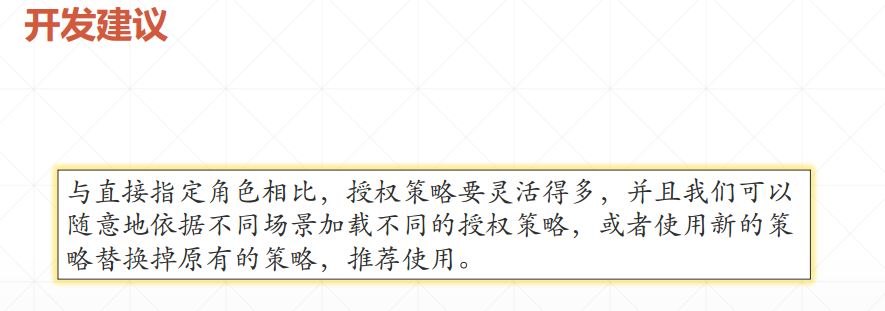 开发建议
与直接指定角色相比，授权策略要灵活得多，并且我们可以
随意地依据不同场景加载不同的授权策略，或者使用新的策
略替换掉原有的策略，推荐使用。